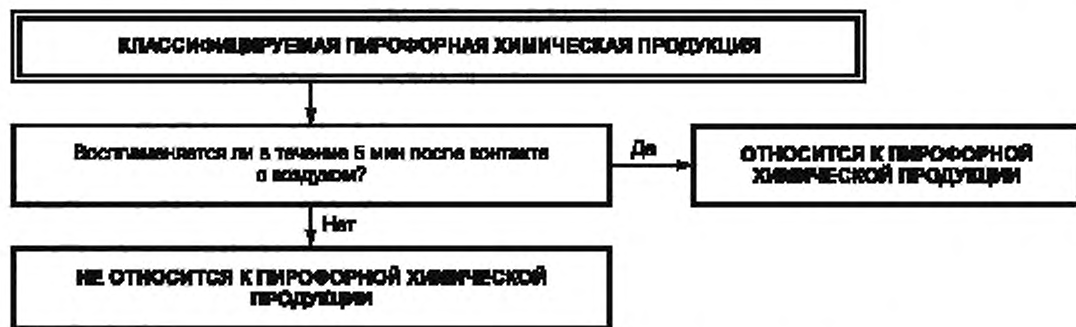 КЛАССИФИЦИРУЕМАЯ ПИРОФОРНАЯ ХИМИЧЕСКАЯ ПРОДУКЦИЯ
Воспламеняется ли в течение 5 мин после контакта
с воздухом?
Да
ОТНОСИТСЯ К ПИРОФОРНОЙ
ХИМИЧЕСКОЙ ПРОДУКЦИИ
Нет
НЕ ОТНОСИТСЯ К ПИРОФОРНОЙ ХИМИЧЕСКОЙ
ПРОДУКЦИИ